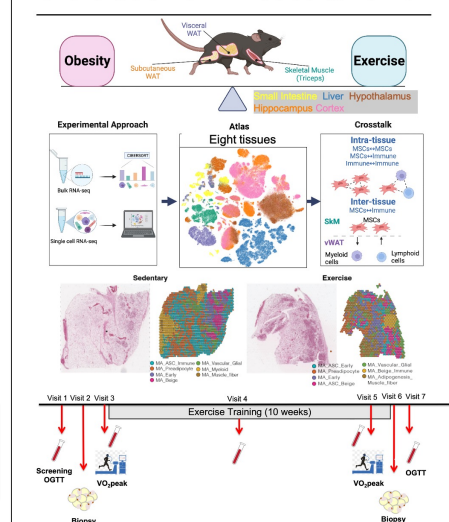 Visceral
WAT
Obesity
Exercise
Subcutaneous
WAT
Skeletal Muscle
(Triceps)
Small Intestine Liver Hypothalamus
Hippocampus Cortex
Experimental Approach
Atlas
Crosstalk
Eight tissues
Bulk RNA-seq
CIBERSORT
Single cell RNA-seq
Intra-tissue
MSCs↔MSCs
MSCs↔Immune
Immune↔Immune
Inter-tissue
MSCs↔Immune
SkM
MSCs
vWAT
Myeloid
cells
Lymphoid
cells
Sedentary
Exercise
MA_ASC_Immune
MA_Preadipocyte
MA_Early
MA_Beige
MA_Vascular_Glial
MA_Myeloid
MA_Muscle_fiber
MA_ASC_Early
MA_Preadipocyte
MA_Early
MA_ASC_Beige
MA_Vascular_Glial
MA_Beige_Immune
MA_Adipogenesis_
Muscle_fiber
Visit 1 Visit 2 Visit 3 Visit 4 Visit 5 Visit 6 Visit 7
Exercise Training (10 weeks)
Screening
OGTT
VO₂peak
Biopsy
VO₂peak
OGTT
Biopsy